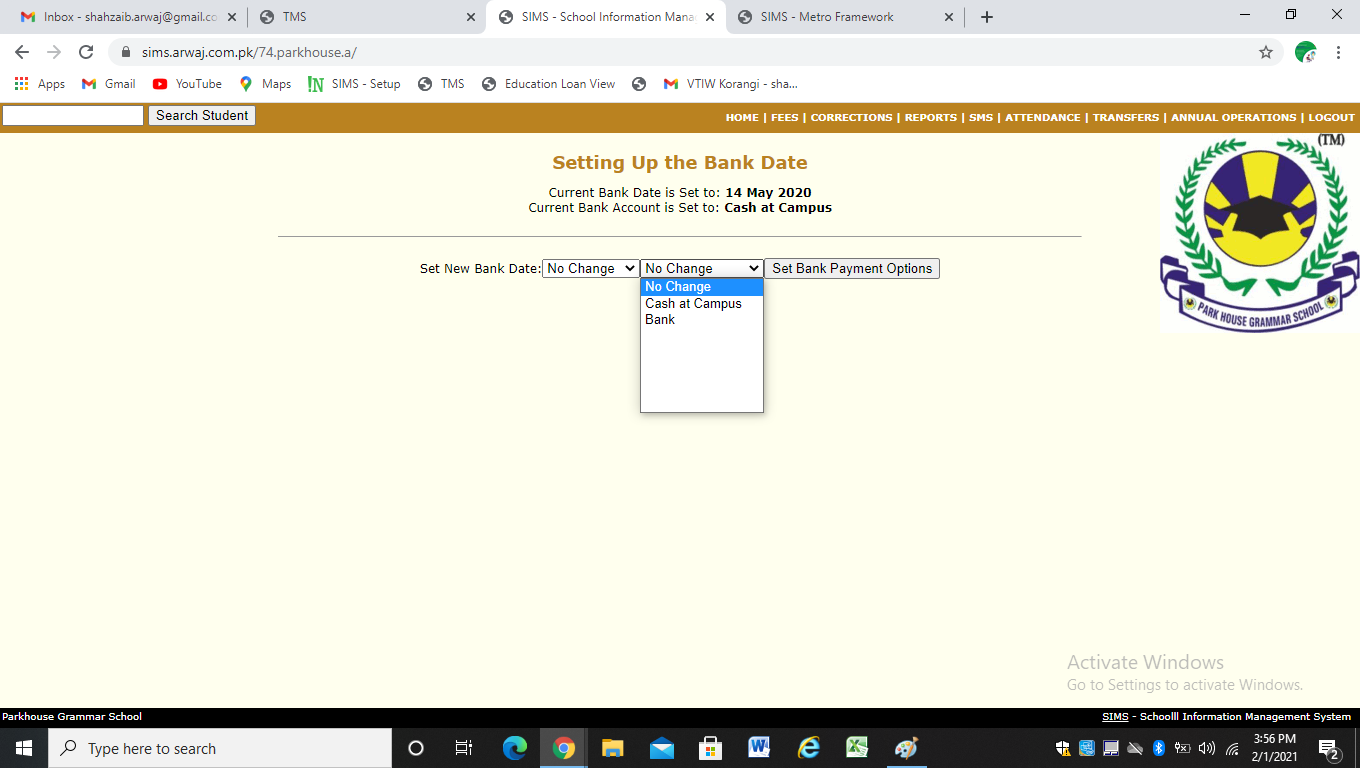 Inbox - shahzaib.arwaj@gmail.co
TMS
SIMS - School Information Mana
SIMS - Metro Framework
sims.arwaj.com.pk/74.parkhouse.a/
Apps
Gmail
YouTube
Maps
SIMS - Setup
TMS
Education Loan View
VTIW Korangi - sha...
Search Student
HOME | FEES | CORRECTIONS | REPORTS | SMS | ATTENDANCE | TRANSFERS | ANNUAL OPERATIONS | LOGOUT
(TM)
Setting Up the Bank Date
Current Bank Date is Set to: 14 May 2020
Current Bank Account is Set to: Cash at Campus
Set New Bank Date: No Change No Change Set Bank Payment Options
No Change
Cash at Campus
Bank
PARK HOUSE GRAMMAR SCHOOL
Activate Windows
Go to Settings to activate Windows.
Parkhouse Grammar School
SIMS - Schoolll Information Management System
Type here to search
3:56 PM
2/1/2021
2